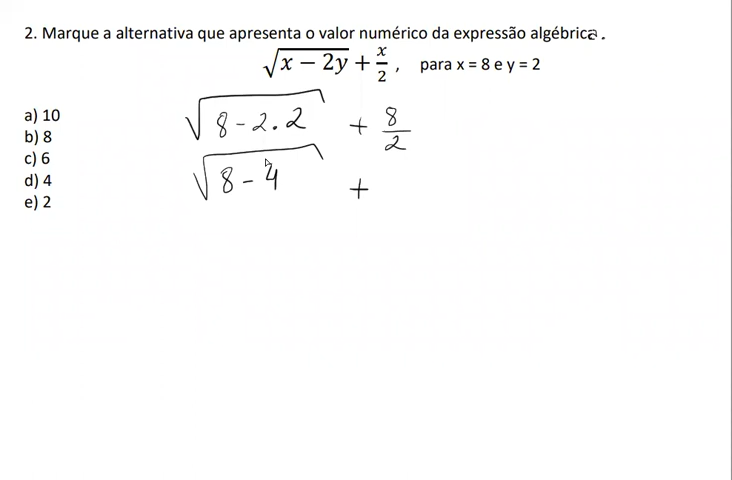 2. Marque a alternativa que apresenta o valor numérico da expressão algébrica.
√(x − 2y) + x/2 , para x = 8 e y = 2
a) 10
b) 8
c) 6
d) 4
e) 2
√(8 - 2.2) + 8/2
√(8 - 4) +